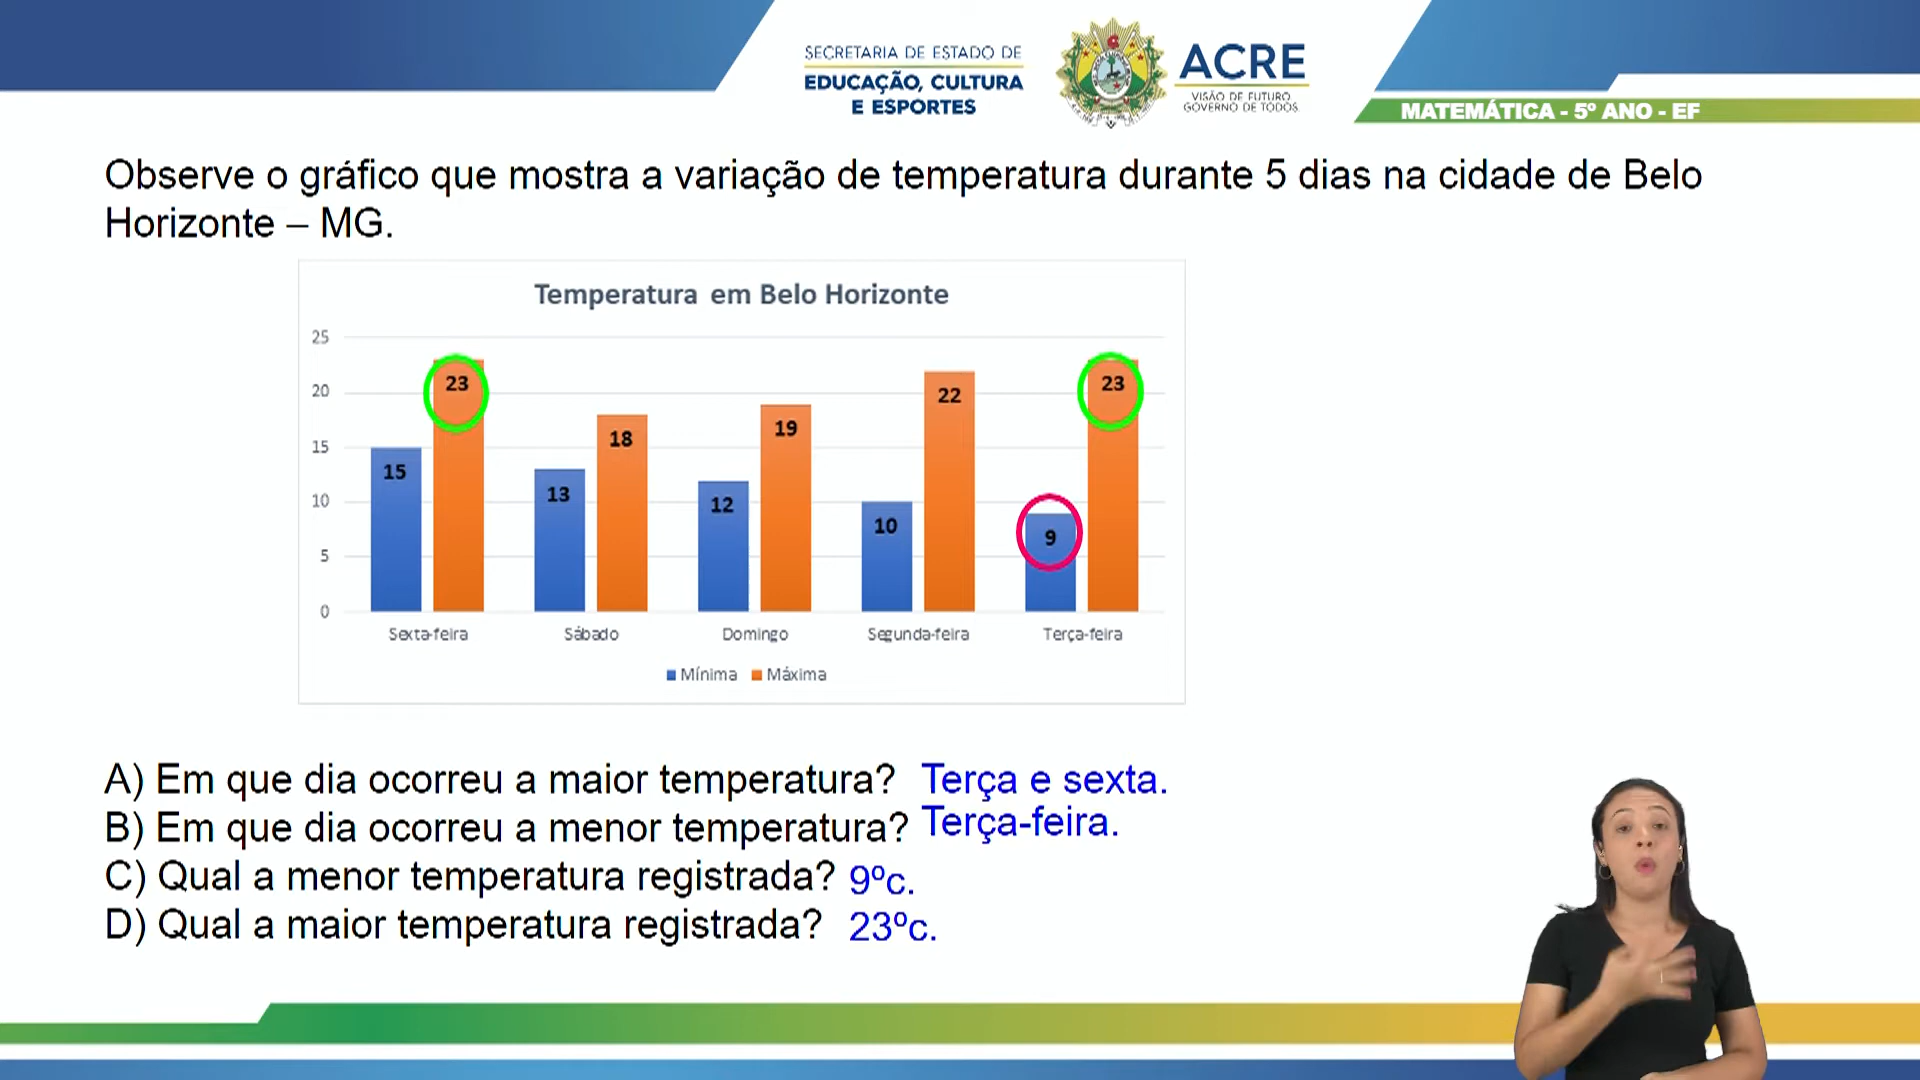 SECRETARIA DE ESTADO DE
EDUCAÇÃO, CULTURA
E ESPORTES
ACRE
VISÃO DE FUTURO
GOVERNO DE TODOS
MATEMÁTICA - 5º ANO - EF
Observe o gráfico que mostra a variação de temperatura durante 5 dias na cidade de Belo
Horizonte – MG.
Temperatura em Belo Horizonte
25
20
15
10
5
0
15
23
13
18
12
19
10
22
9
23
Sexta-feira
Sábado
Domingo
Segunda-feira
Terça-feira
Mínima
Máxima
A) Em que dia ocorreu a maior temperatura? Terça e sexta.
B) Em que dia ocorreu a menor temperatura? Terça-feira.
C) Qual a menor temperatura registrada? 9ºc.
D) Qual a maior temperatura registrada? 23ºc.